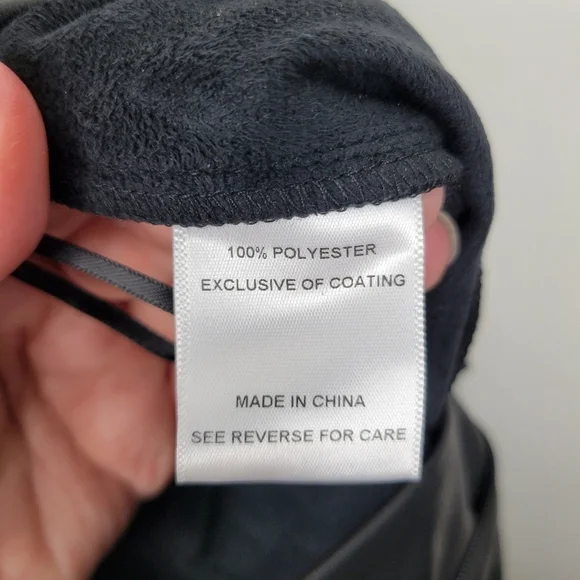 100% POLYESTER
EXCLUSIVE OF COATING
MADE IN CHINA
SEE REVERSE FOR CARE